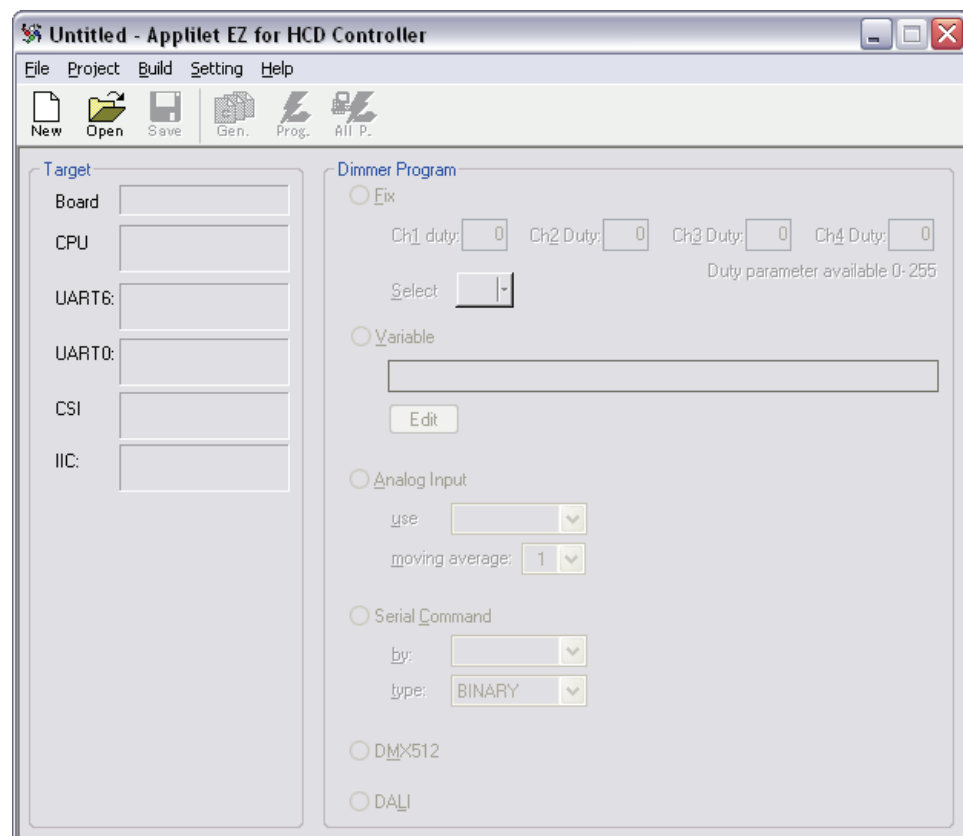 Untitled - Applilet EZ for HCD Controller
File Project Build Setting Help
New Open Save Gen. Prog. All P.
Target
Board
CPU
UART6:
UART0:
CSI
IIC:
Dimmer Program
Fix
Ch1 duty: 0 Ch2 Duty: 0 Ch3 Duty: 0 Ch4 Duty: 0
Duty parameter available 0-255
Select
Variable
Edit
Analog Input
use
moving average: 1
Serial Command
by:
type: BINARY
DMX512
DALI